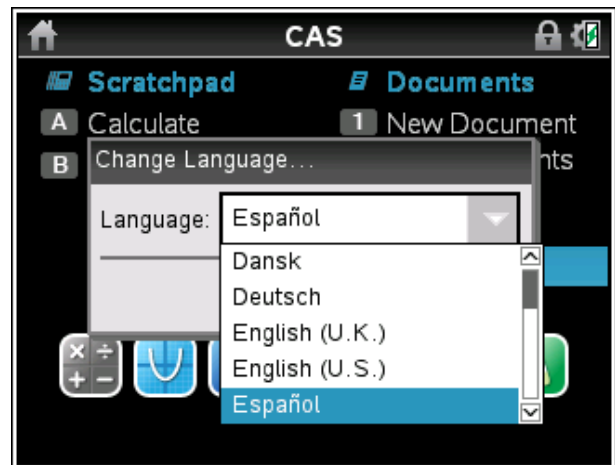 CAS
Scratchpad
Documents
A Calculate
1 New Document
B
nts
Change Language...
Language: Español
Dansk
Deutsch
English (U.K.)
English (U.S.)
Español